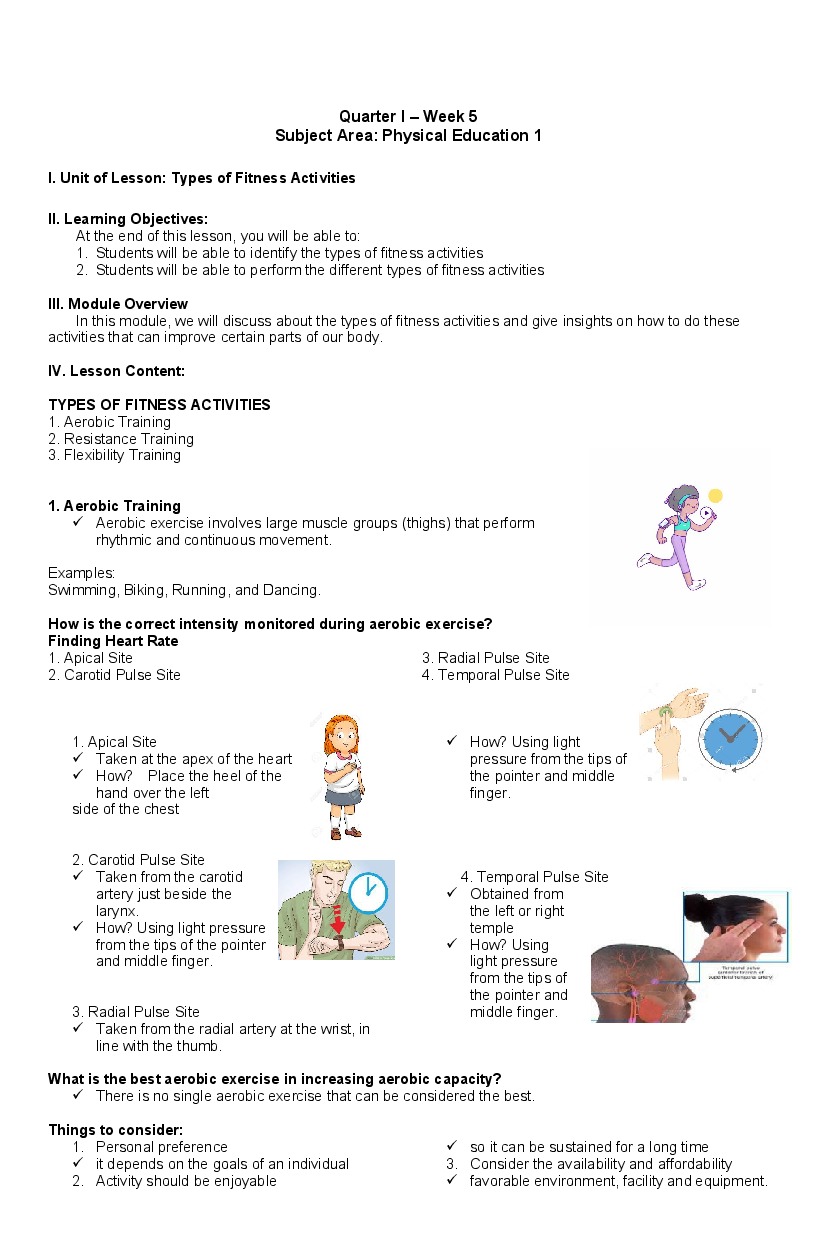 Quarter I – Week 5
Subject Area: Physical Education 1
I. Unit of Lesson: Types of Fitness Activities
II. Learning Objectives:
At the end of this lesson, you will be able to:
1. Students will be able to identify the types of fitness activities
2. Students will be able to perform the different types of fitness activities
III. Module Overview
In this module, we will discuss about the types of fitness activities and give insights on how to do these
activities that can improve certain parts of our body.
IV. Lesson Content:
TYPES OF FITNESS ACTIVITIES
1. Aerobic Training
2. Resistance Training
3. Flexibility Training
1. Aerobic Training
✓ Aerobic exercise involves large muscle groups (thighs) that perform
rhythmic and continuous movement.
Examples:
Swimming, Biking, Running, and Dancing.
How is the correct intensity monitored during aerobic exercise?
Finding Heart Rate
1. Apical Site
2. Carotid Pulse Site
3. Radial Pulse Site
4. Temporal Pulse Site
1. Apical Site
✓ Taken at the apex of the heart
✓ How? Place the heel of the
hand over the left
side of the chest
2. Carotid Pulse Site
✓ Taken from the carotid
artery just beside the
larynx.
✓ How? Using light pressure
from the tips of the pointer
and middle finger.
3. Radial Pulse Site
✓ Taken from the radial artery at the wrist, in
line with the thumb.
✓ How? Using light
pressure from the tips of
the pointer and middle
finger.
4. Temporal Pulse Site
✓ Obtained from
the left or right
temple
✓ How? Using
light pressure
from the tips of
the pointer and
middle finger.
Temporal pulse
superficial temporal artery
What is the best aerobic exercise in increasing aerobic capacity?
✓ There is no single aerobic exercise that can be considered the best.
Things to consider:
1. Personal preference
✓ it depends on the goals of an individual
2. Activity should be enjoyable
✓ so it can be sustained for a long time
3. Consider the availability and affordability
✓ favorable environment, facility and equipment.